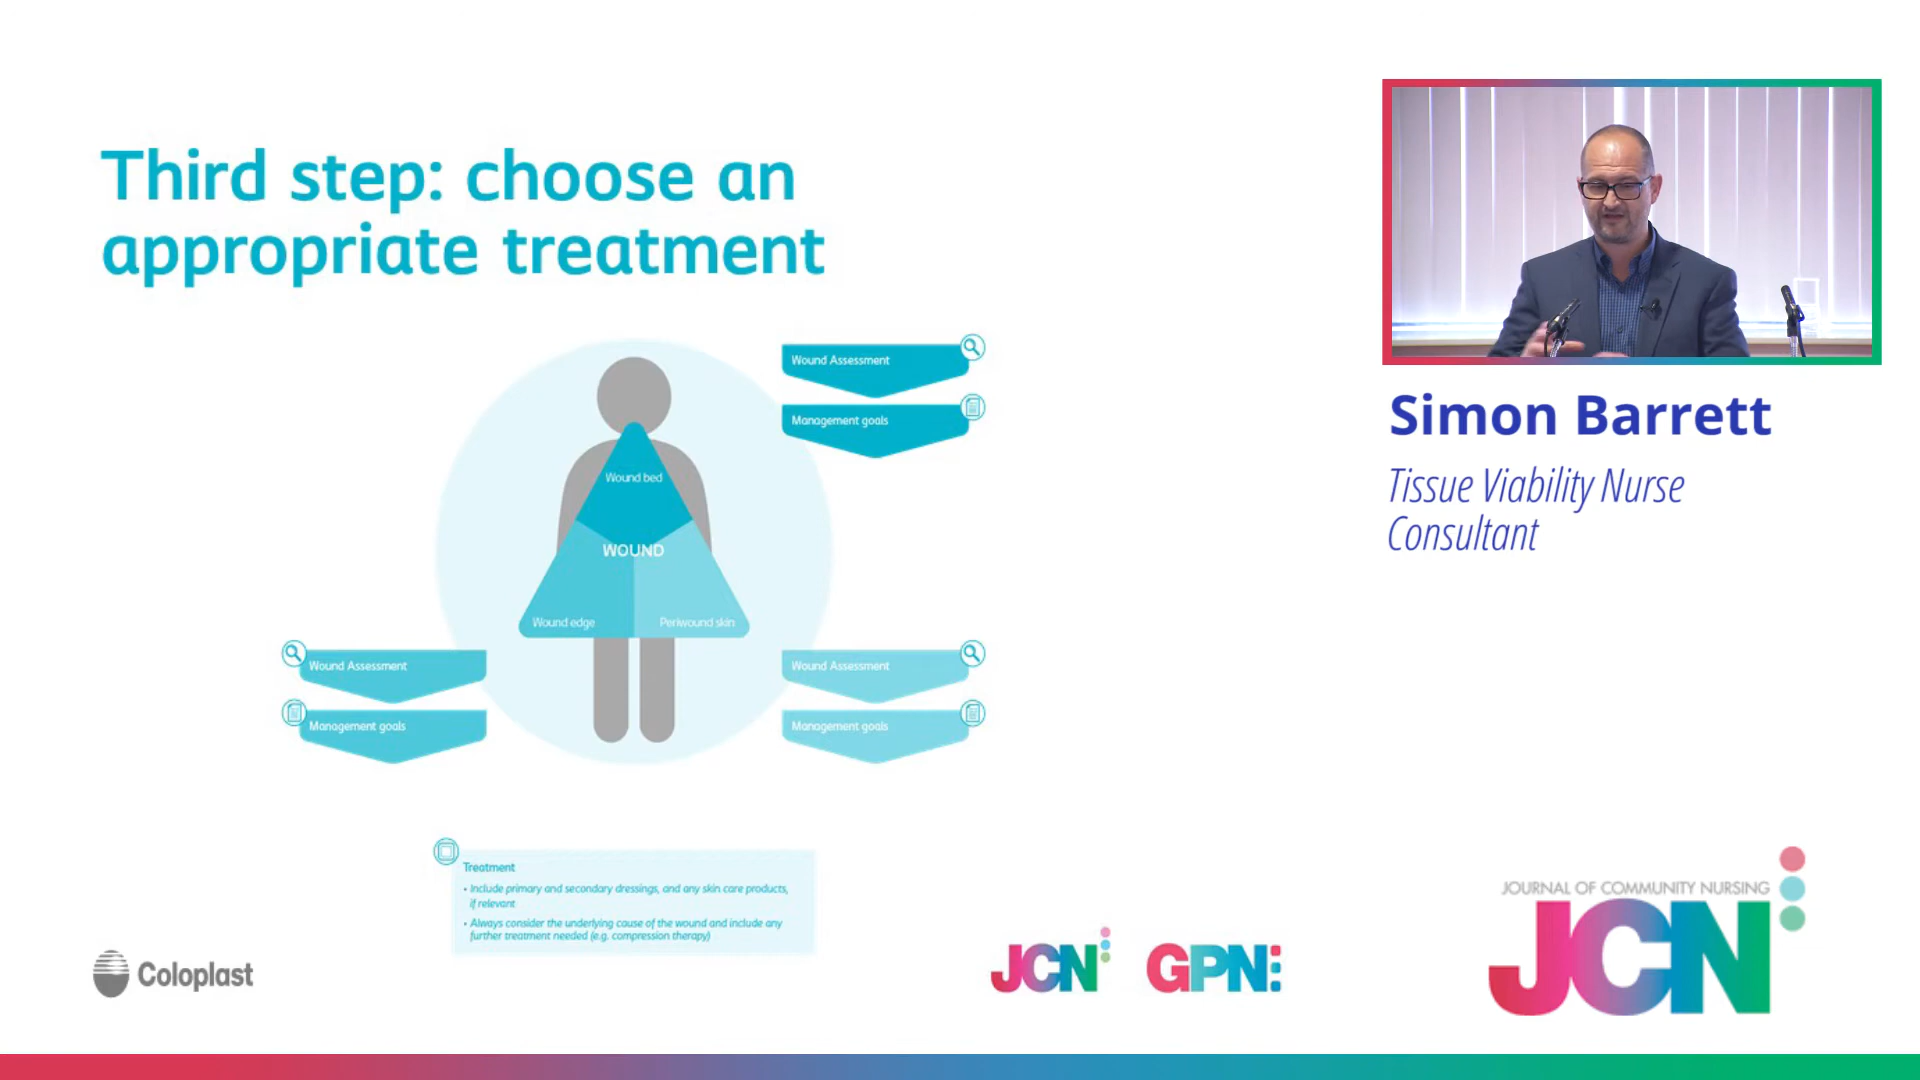 Third step: choose an
appropriate treatment
Wound Assessment
Management goals
Wound bed
WOUND
Wound edge
Periwound skin
Wound Assessment
Management goals
Wound Assessment
Management goals
Treatment
• Include primary and secondary dressings, and any skin care products,
if relevant
• Always consider the underlying cause of the wound and include any
further treatment needed (e.g. compression therapy)
Coloplast
JCN
GPN
Simon Barrett
Tissue Viability Nurse
Consultant
JOURNAL OF COMMUNITY NURSING
JCN